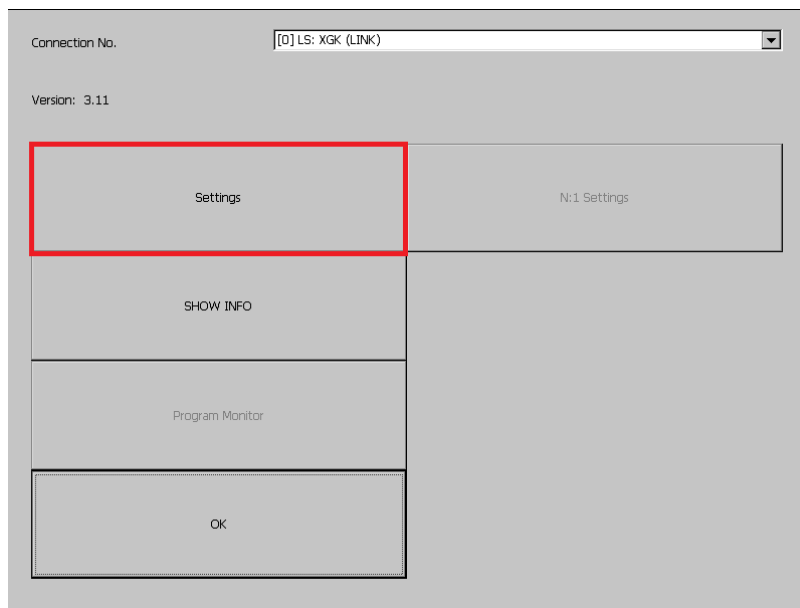 Connection No.
[0] LS: XGK (LINK)
Version: 3.11
Settings
N:1 Settings
SHOW INFO
Program Monitor
OK